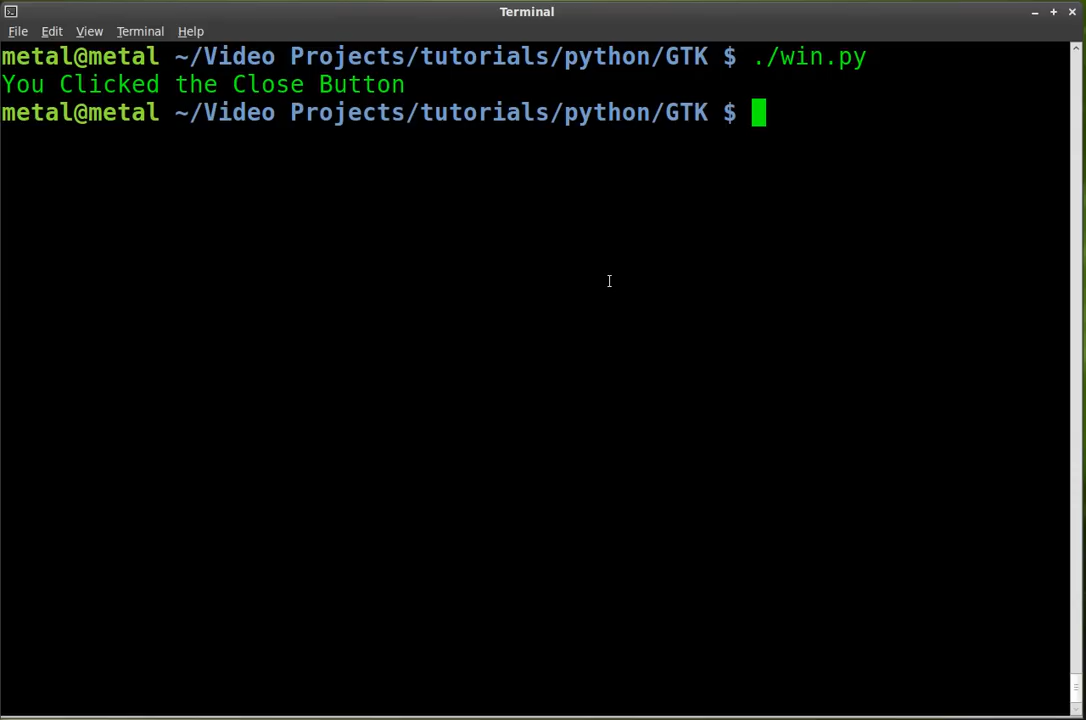 Terminal
File Edit View Terminal Help
metal@metal ~/Video Projects/tutorials/python/GTK $ ./win.py
You Clicked the Close Button
metal@metal ~/Video Projects/tutorials/python/GTK $